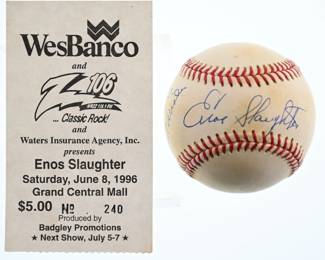 WesBanco
and
Z106
... Classic Rock!
and
Waters Insurance Agency, Inc.
presents
Enos Slaughter
Saturday, June 8, 1996
Grand Central Mall
$5.00 No 240
Produced by
Badgley Promotions
★ Next Show, July 5-7 ★
Enos Slaughter